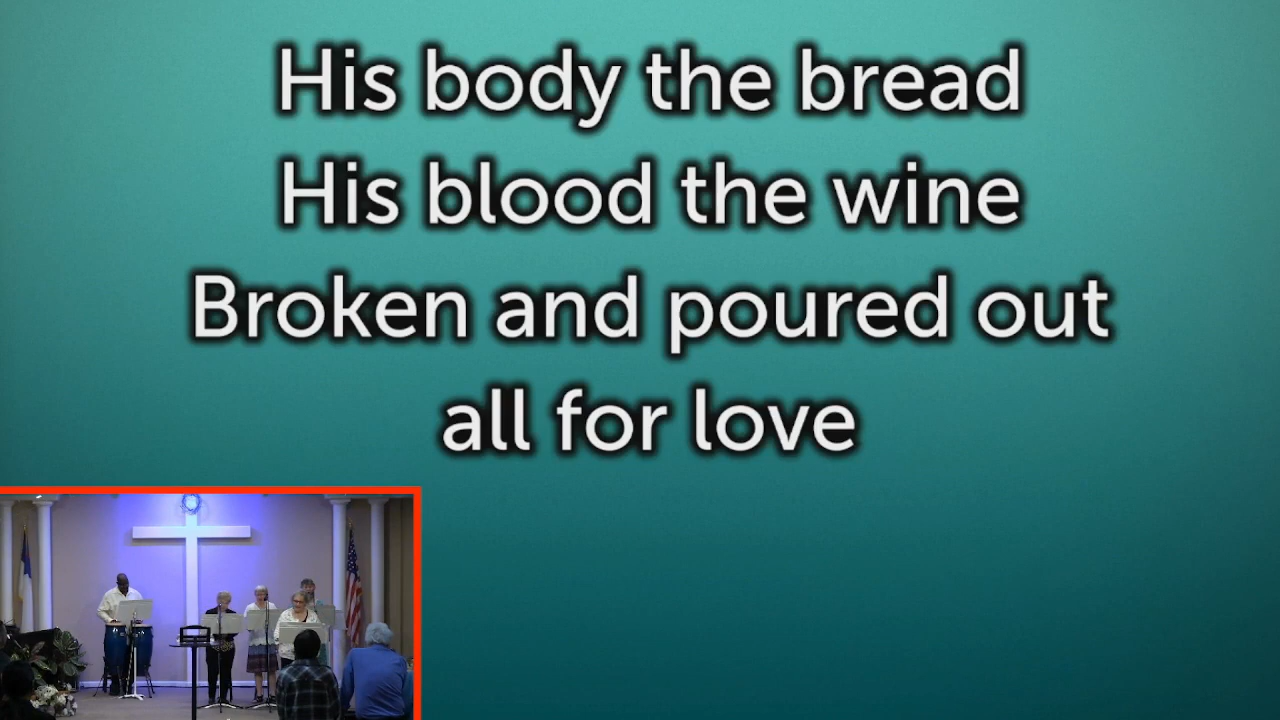 His body the bread
His blood the wine
Broken and poured out
all for love